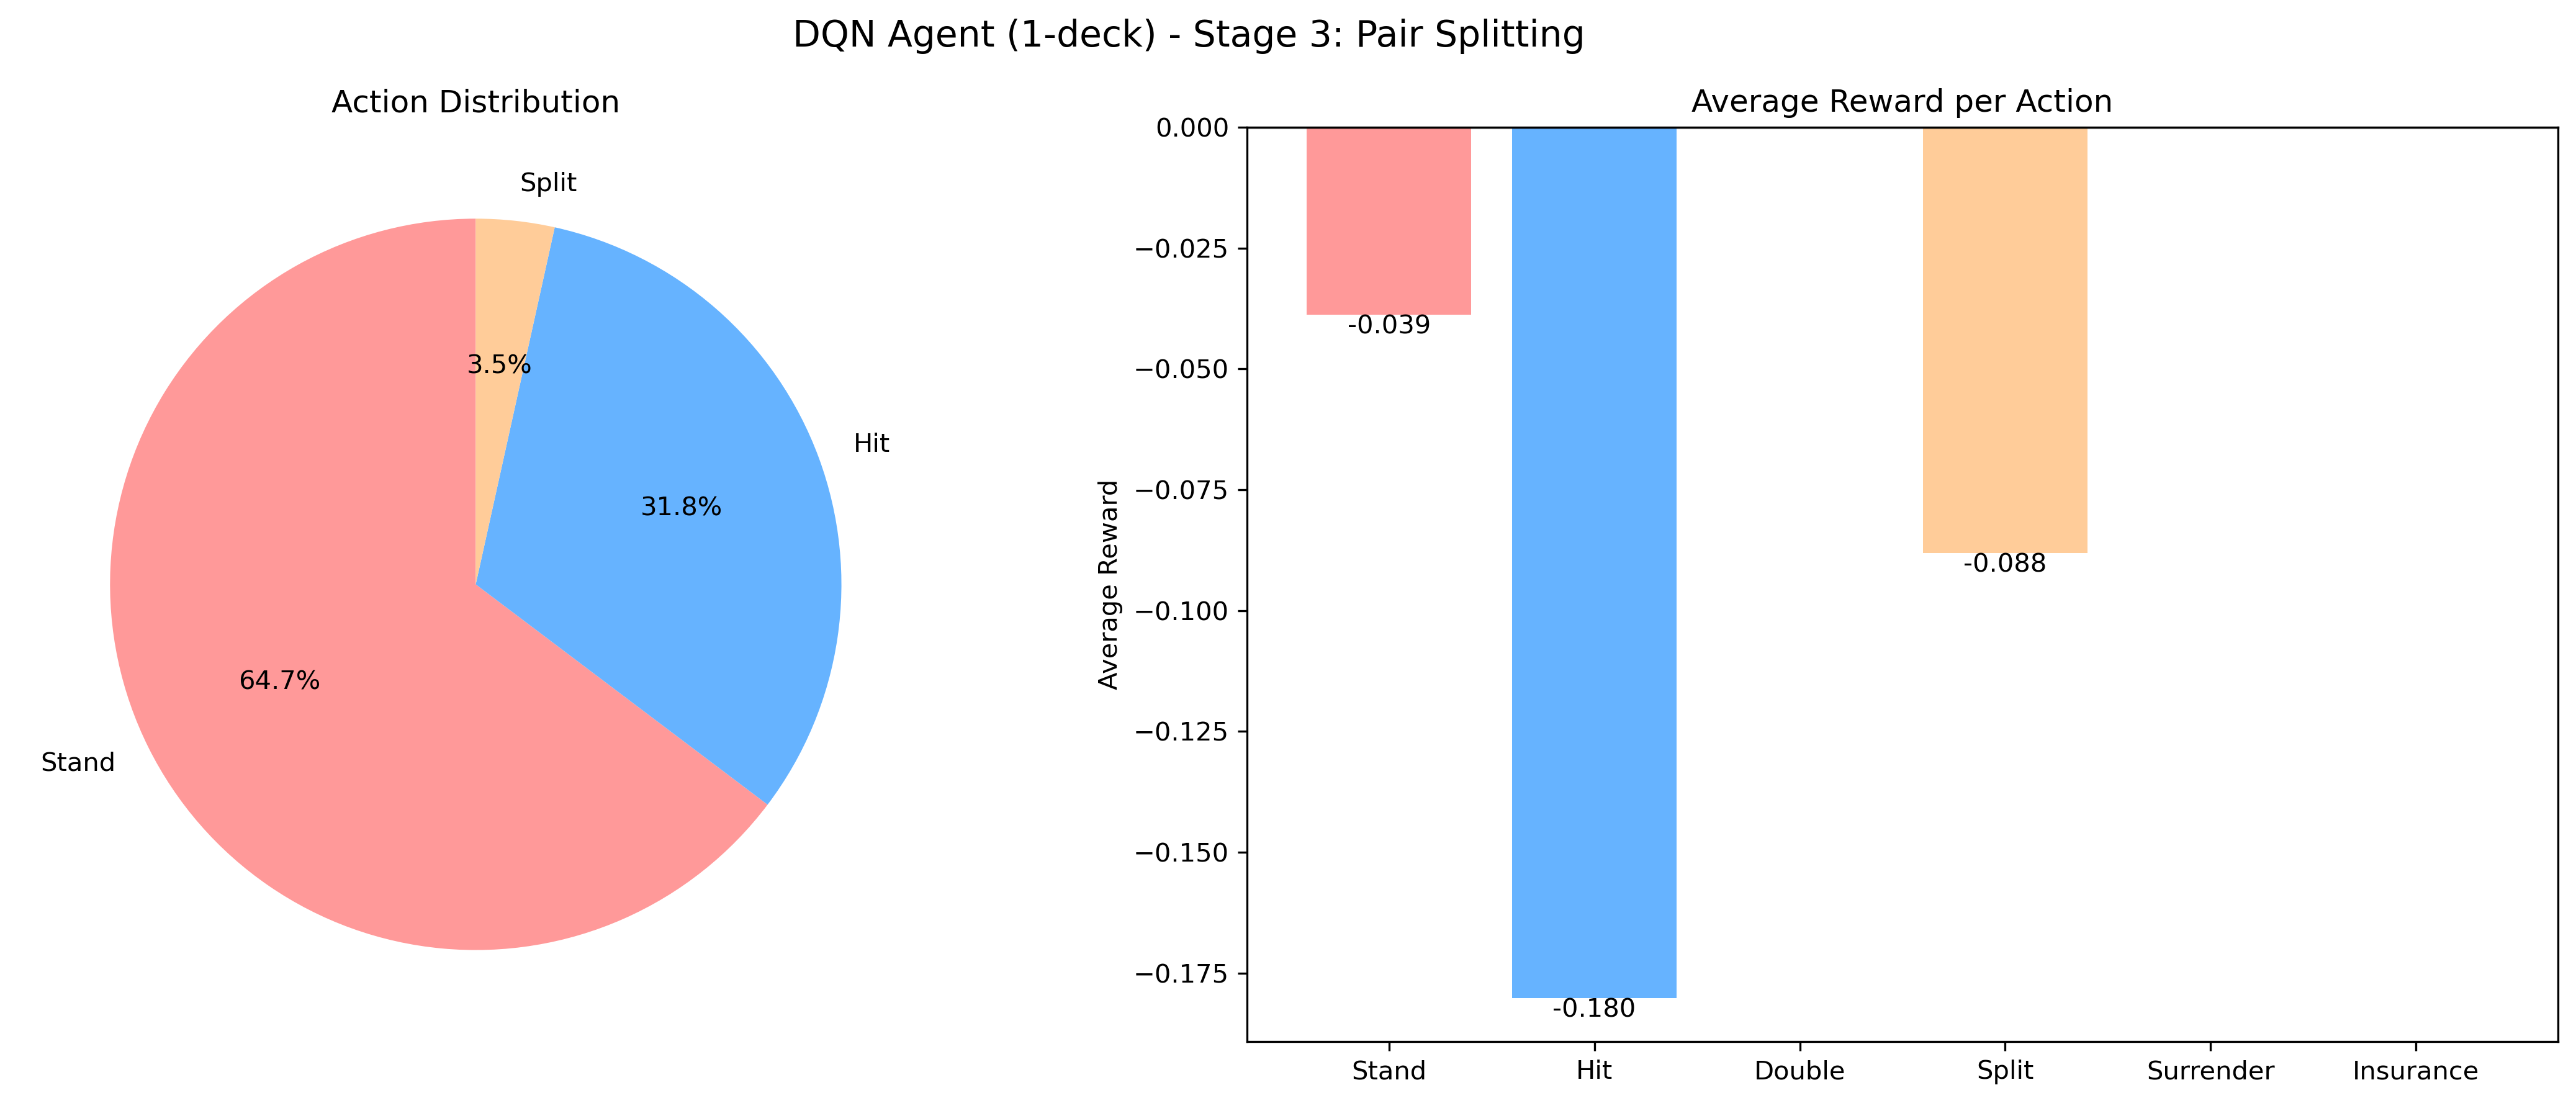 DQN Agent (1-deck) - Stage 3: Pair Splitting
Action Distribution
Split
3.5%
Hit
31.8%
64.7%
Stand
Average Reward per Action
Average Reward
0.000
−0.025
−0.050
−0.075
−0.100
−0.125
−0.150
−0.175
-0.039
-0.180
-0.088
Stand Hit Double Split Surrender Insurance